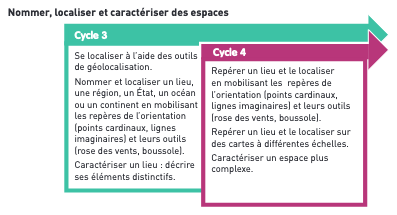 Nommer, localiser et caractériser des espaces
Cycle 3
Se localiser à l'aide des outils
de géolocalisation.
Nommer et localiser un lieu,
une région, un État, un océan
ou un continent en mobilisant
les repères de l'orientation
(points cardinaux, lignes
imaginaires) et leurs outils
(rose des vents, boussole).
Caractériser un lieu : décrire
ses éléments distinctifs.
Cycle 4
Repérer un lieu et le localiser
en mobilisant les repères de
l'orientation (points cardinaux,
lignes imaginaires) et leurs outils
(rose des vents, boussole).
Repérer un lieu et le localiser sur
des cartes à différentes échelles.
Caractériser un espace plus
complexe.